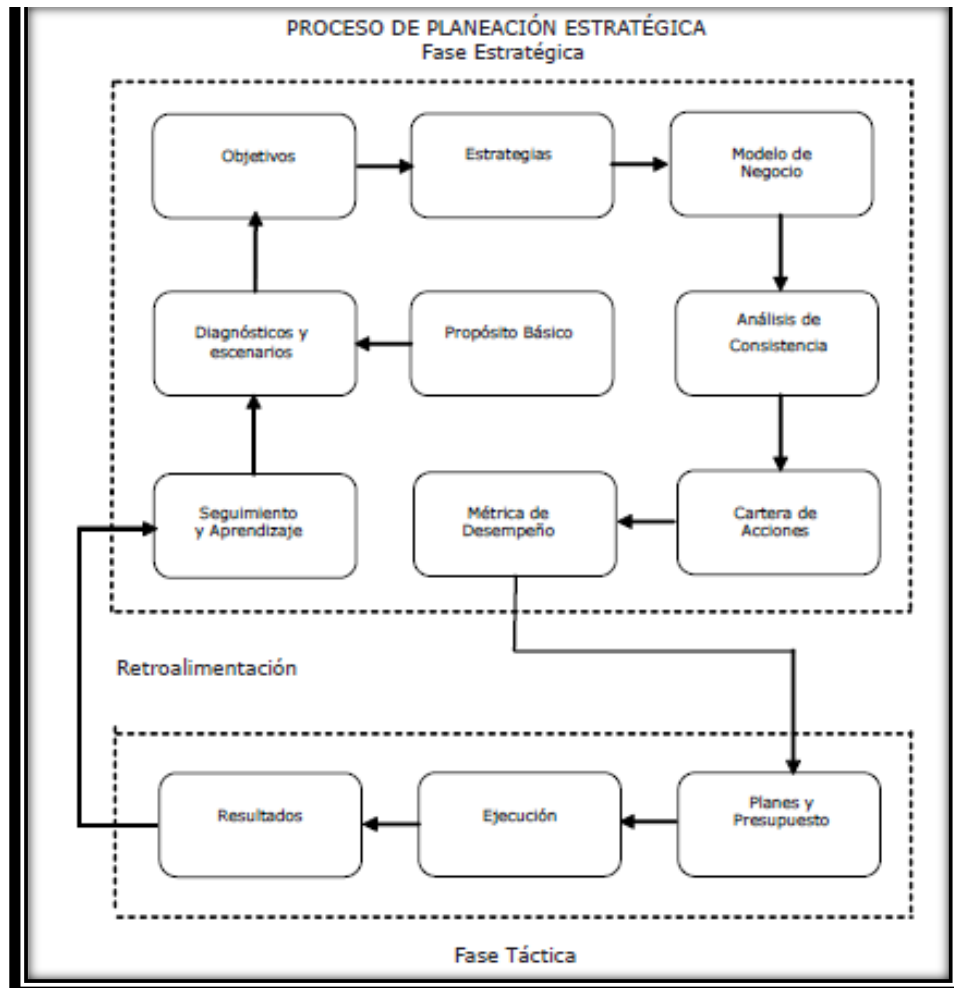 PROCESO DE PLANEACIÓN ESTRATÉGICA
Fase Estratégica
Objetivos
Estrategias
Modelo de
Negocio
Diagnósticos y
escenarios
Propósito Básico
Análisis de
Consistencia
Seguimiento
y Aprendizaje
Métrica de
Desempeño
Cartera de
Acciones
Retroalimentación
Resultados
Ejecución
Planes y
Presupuesto
Fase Táctica